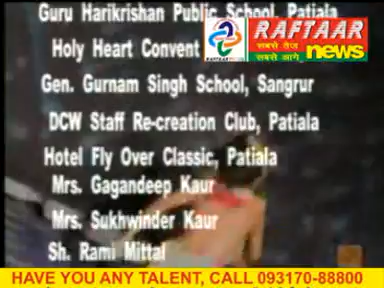 Guru Harikrishan Public School, Patiala
Holy Heart Convent
RAFTAAR
सबसे तेज
सबसे आगे
news
Gen. Gurnam Singh School, Sangrur
DCW Staff Re-creation Club, Patiala
Hotel Fly Over Classic, Patiala
Mrs. Gagandeep Kaur
Mrs. Sukhwinder Kaur
Sh. Rami Mittal
HAVE YOU ANY TALENT, CALL 093170-88800